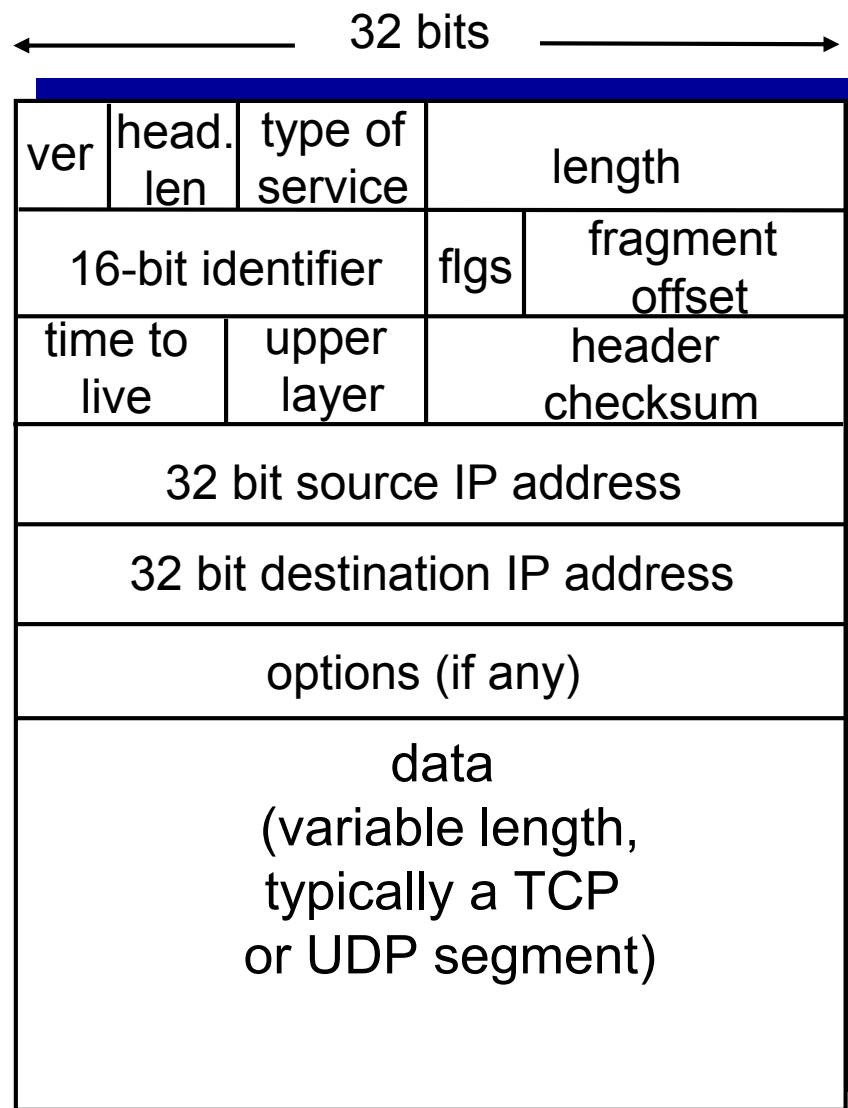 32 bits
ver
head.
len
type of
service
length
16-bit identifier
flgs
fragment
offset
time to
live
upper
layer
header
checksum
32 bit source IP address
32 bit destination IP address
options (if any)
data
(variable length,
typically a TCP
or UDP segment)